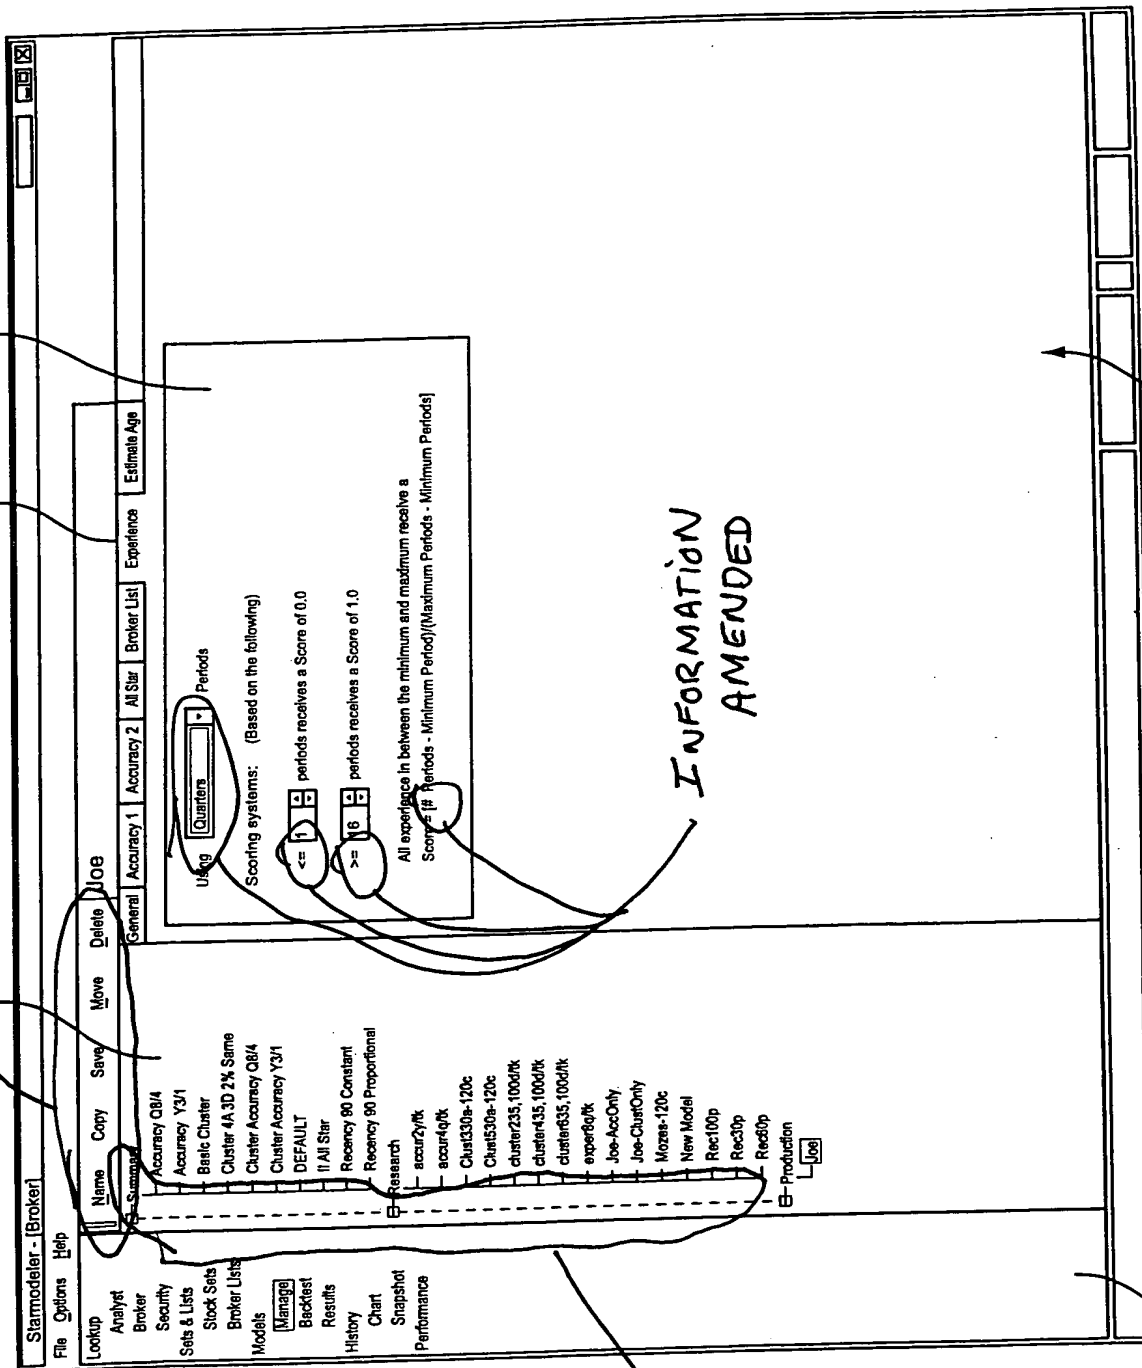 Starmodeler - [Broker]
File Options Help
Lookup
Analyst
Broker
Security
Sets & Lists
Stock Sets
Broker Lists
Models
Manage
Backtest
Results
History
Chart
Snapshot
Performance
Name Copy Save Move Delete Joe
Summary
Accuracy Q8/4
Accuracy Y3/1
Basic Cluster
Cluster 4A 3D 2% Same
Cluster Accuracy Q8/4
Cluster Accuracy Y3/1
DEFAULT
!! All Star
Recency 90 Constant
Recency 90 Proportional
Research
accur2y/tk
accur4q/tk
Clust330s-120c
Clust530s-120c
cluster235,100d/tk
cluster435,100d/tk
cluster635,100d/tk
exper8q/tk
Joe-AccOnly
Joe-ClustOnly
Mozes-120c
New Model
Rec100p
Rec30p
Rec60p
Production
Joe
General Accuracy 1 Accuracy 2 All Star Broker List Experience Estimate Age
Using Quarters Periods
Scoring systems: (Based on the following)
<= 1 periods receives a Score of 0.0
>= 16 periods receives a Score of 1.0
All experience in between the minimum and maximum receive a
Score= [# Periods - Minimum Period)/(Maximum Periods - Minimum Periods]
INFORMATION
AMENDED